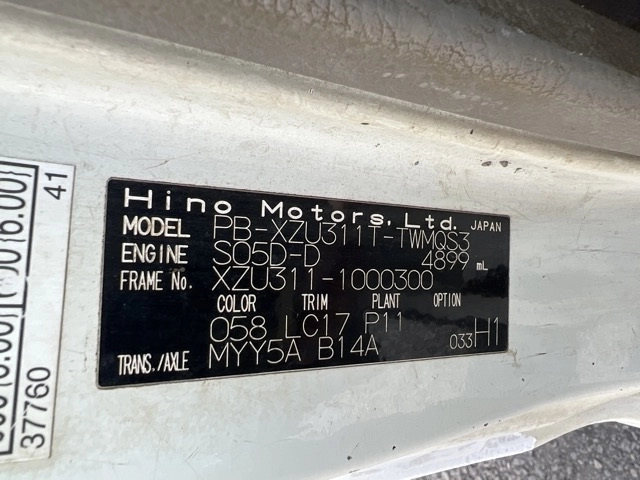 Hino Motors, Ltd. JAPAN
MODEL PB-XZU311T-TWMQS3
ENGINE S05D-D 4899 mL
FRAME No. XZU311-1000300
COLOR TRIM PLANT OPTION
058 LC17 P11 033 H1
TRANS./AXLE MYY5A B14A
41
37760